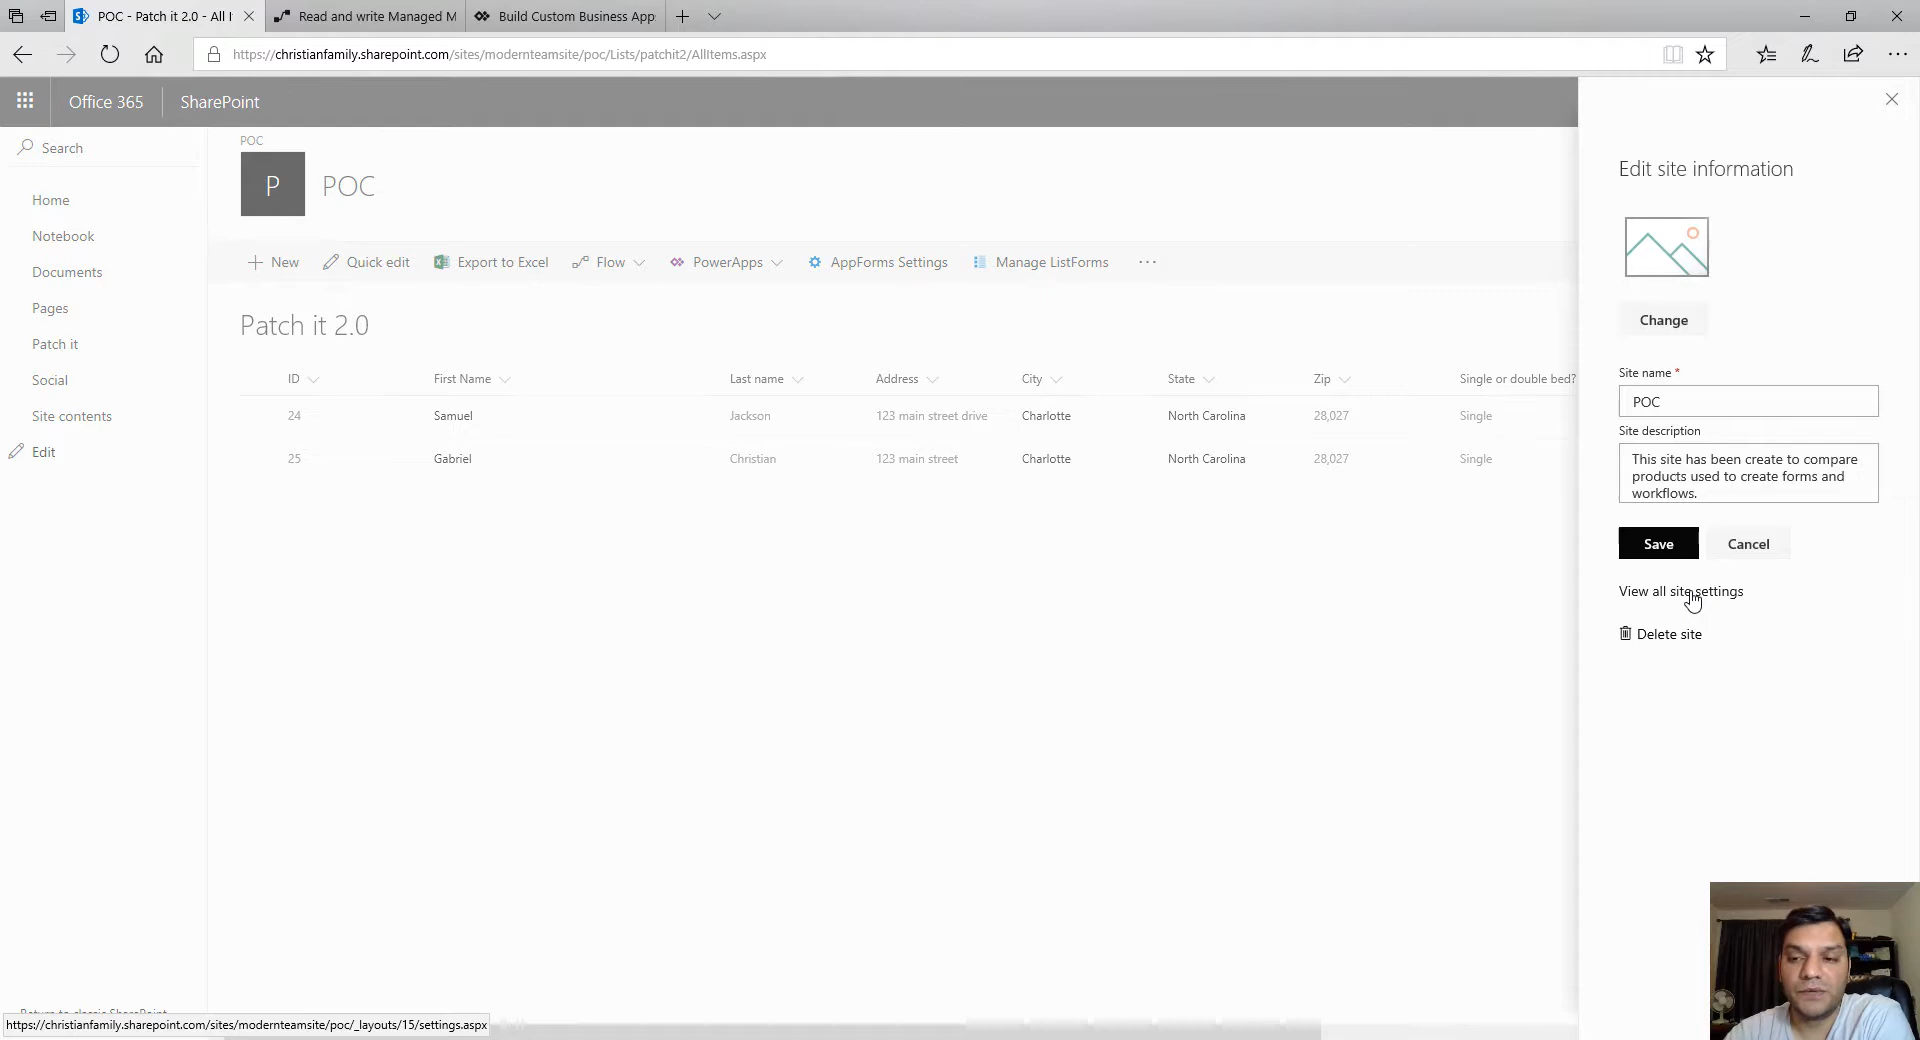 POC - Patch it 2.0 - All I
Read and write Managed M
Build Custom Business App
https://christianfamily.sharepoint.com/sites/modernteamsite/poc/Lists/patchit2/AllItems.aspx
Office 365
SharePoint
Search
Home
Notebook
Documents
Pages
Patch it
Social
Site contents
Edit
POC
P
POC
New
Quick edit
Export to Excel
Flow
PowerApps
AppForms Settings
Manage ListForms
Patch it 2.0
ID First Name Last name Address City State Zip Single or double bed?
24 Samuel Jackson 123 main street drive Charlotte North Carolina 28,027 Single
25 Gabriel Christian 123 main street Charlotte North Carolina 28,027 Single
Edit site information
Change
Site name *
POC
Site description
This site has been create to compare
products used to create forms and
workflows.
Save
Cancel
View all site settings
Delete site
Return to classic SharePoint
https://christianfamily.sharepoint.com/sites/modernteamsite/poc/_layouts/15/settings.aspx